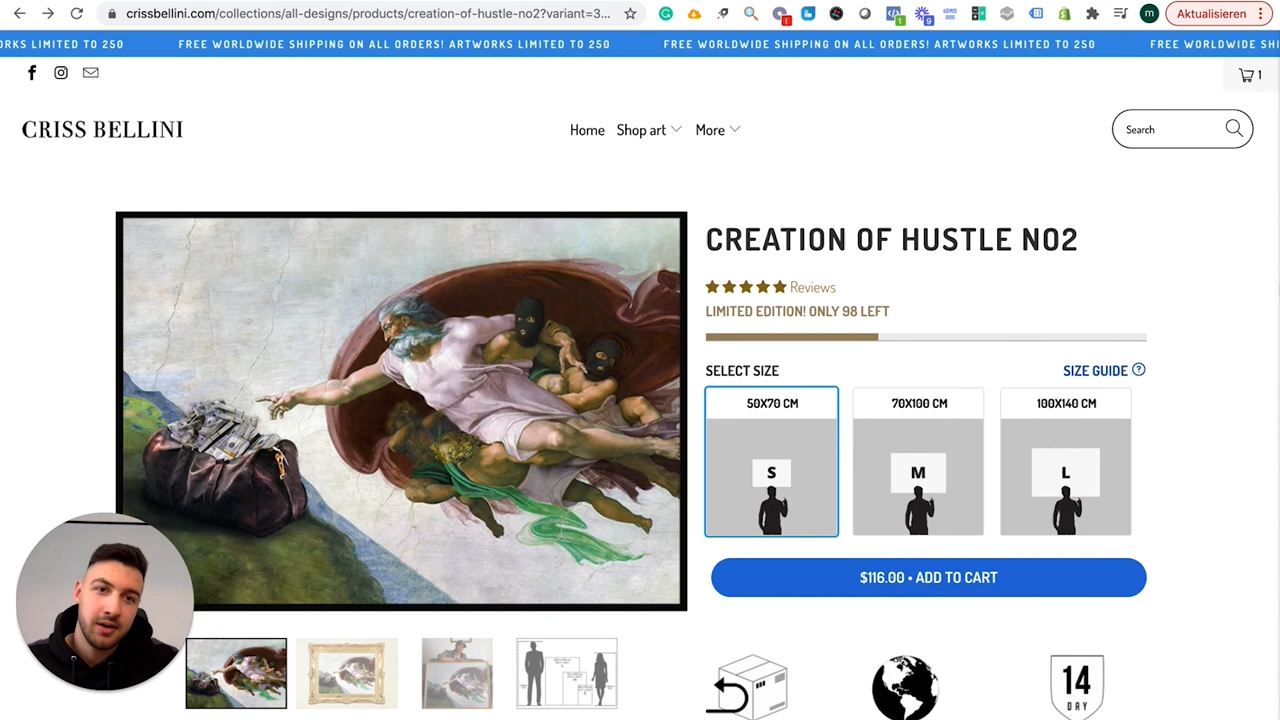 crissbellini.com/collections/all-designs/products/creation-of-hustle-no2?variant=3...
Aktualisieren
RKS LIMITED TO 250 FREE WORLDWIDE SHIPPING ON ALL ORDERS! ARTWORKS LIMITED TO 250 FREE WORLDWIDE SHIPPING ON ALL ORDERS! ARTWORKS LIMITED TO 250 FREE WORLDWIDE SHI
1
CRISS BELLINI
Home Shop art More
Search
CREATION OF HUSTLE NO2
Reviews
LIMITED EDITION! ONLY 98 LEFT
SELECT SIZE
SIZE GUIDE ?
50X70 CM
70X100 CM
100X140 CM
S
M
L
$116.00 • ADD TO CART
14
DAY